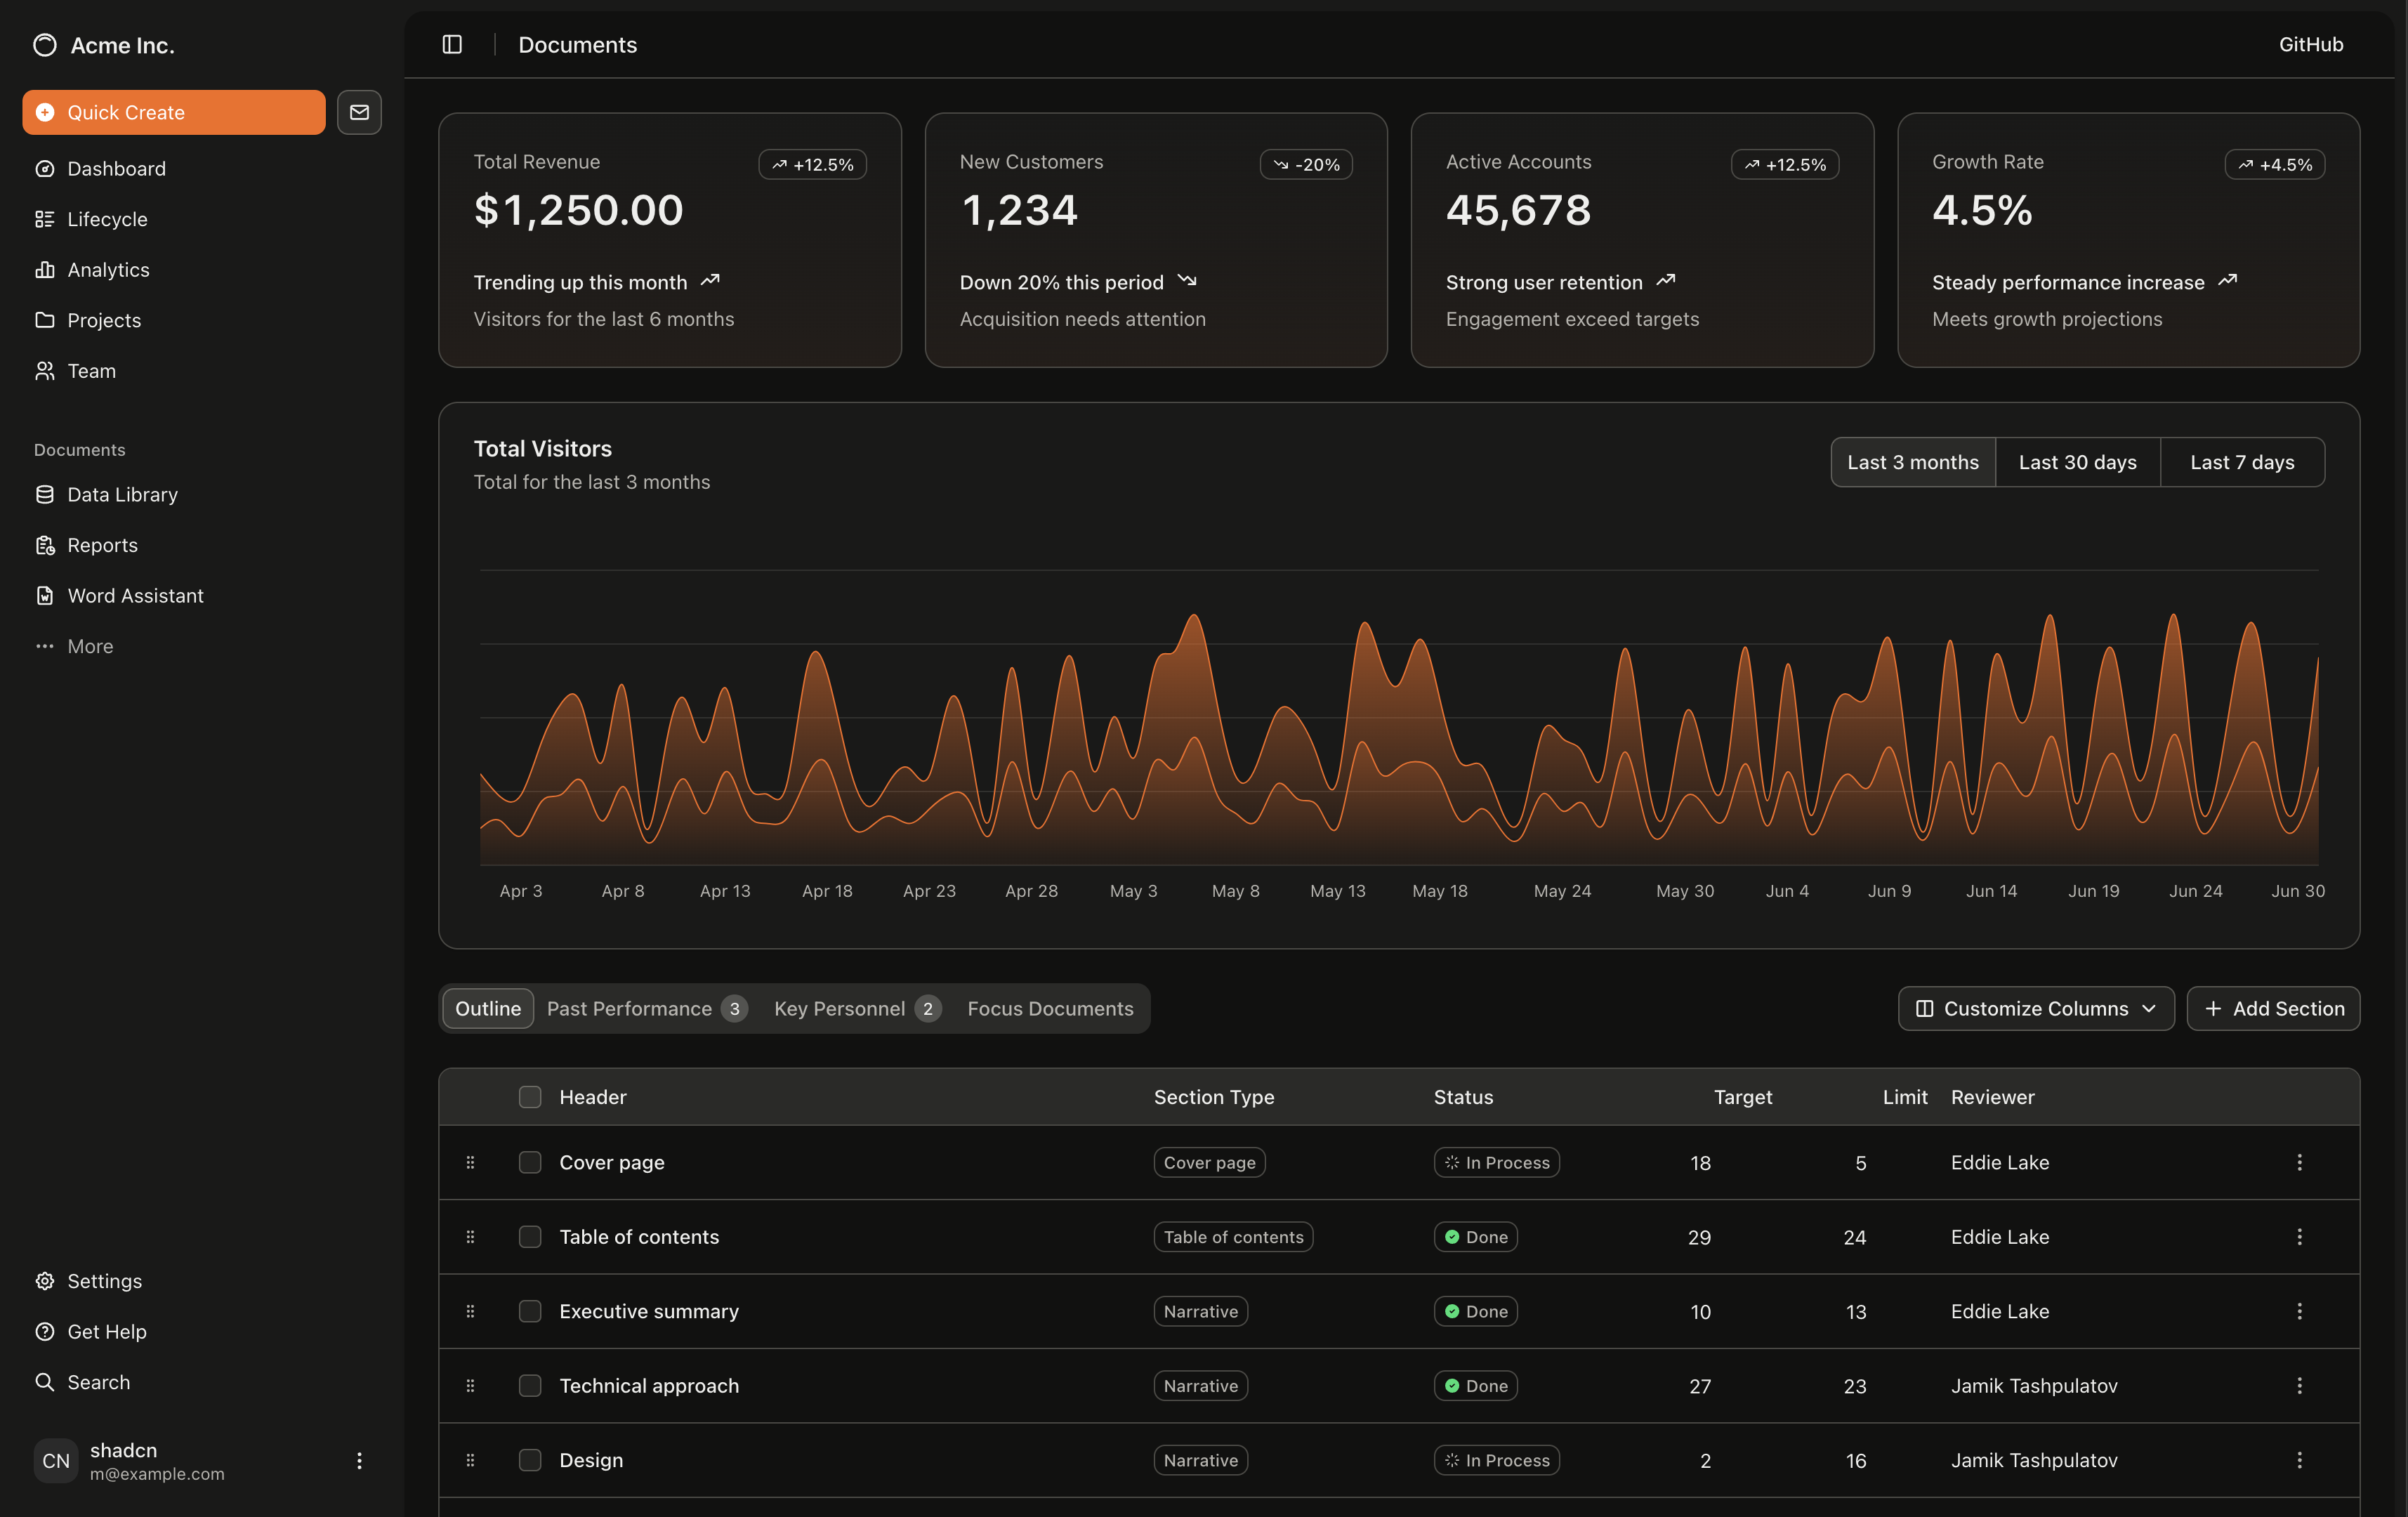 Acme Inc.
Quick Create
Dashboard
Lifecycle
Analytics
Projects
Team
Documents
Data Library
Reports
Word Assistant
More
Settings
Get Help
Search
CN
shadcn
m@example.com
Documents
GitHub
Total Revenue
+12.5%
$1,250.00
Trending up this month
Visitors for the last 6 months
New Customers
-20%
1,234
Down 20% this period
Acquisition needs attention
Active Accounts
+12.5%
45,678
Strong user retention
Engagement exceed targets
Growth Rate
+4.5%
4.5%
Steady performance increase
Meets growth projections
Total Visitors
Total for the last 3 months
Last 3 months Last 30 days Last 7 days
Apr 3 Apr 8 Apr 13 Apr 18 Apr 23 Apr 28 May 3 May 8 May 13 May 18 May 24 May 30 Jun 4 Jun 9 Jun 14 Jun 19 Jun 24 Jun 30
Outline Past Performance 3 Key Personnel 2 Focus Documents
Customize Columns Add Section
Header Section Type Status Target Limit Reviewer
Cover page Cover page In Process 18 5 Eddie Lake
Table of contents Table of contents Done 29 24 Eddie Lake
Executive summary Narrative Done 10 13 Eddie Lake
Technical approach Narrative Done 27 23 Jamik Tashpulatov
Design Narrative In Process 2 16 Jamik Tashpulatov